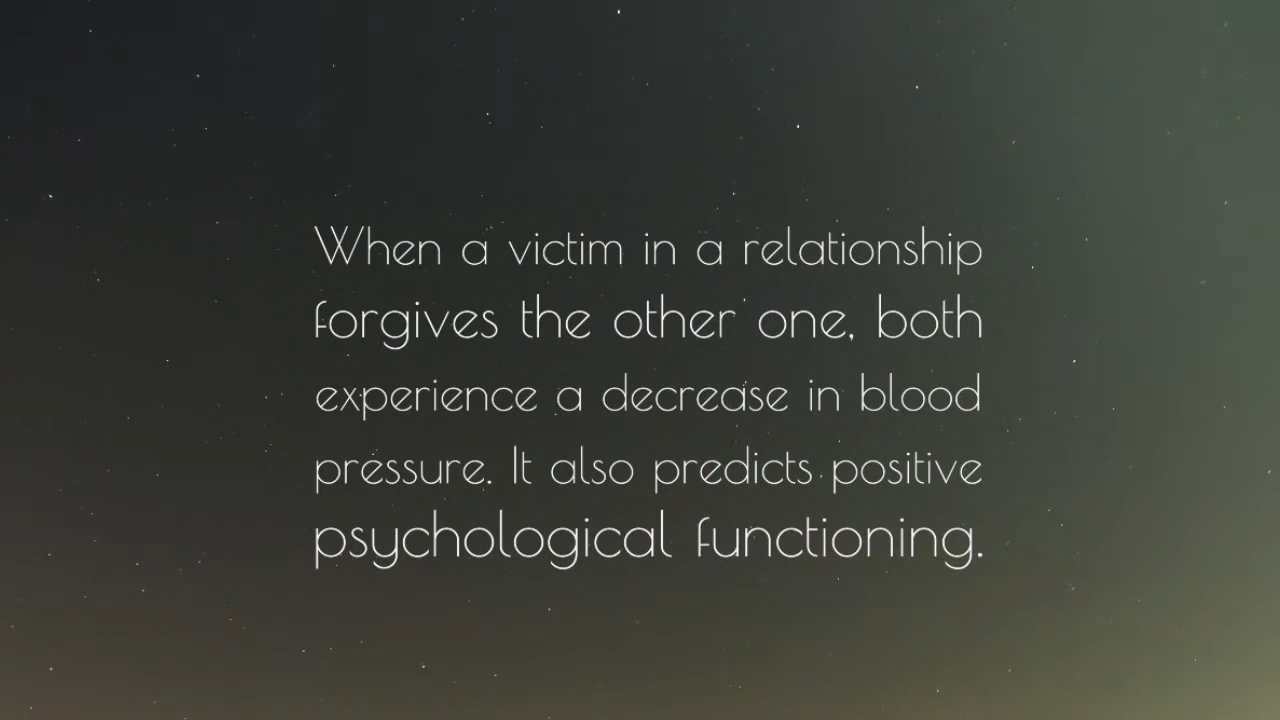 When a victim in a relationship
forgives the other one, both
experience a decrease in blood
pressure. It also predicts positive
psychological functioning.